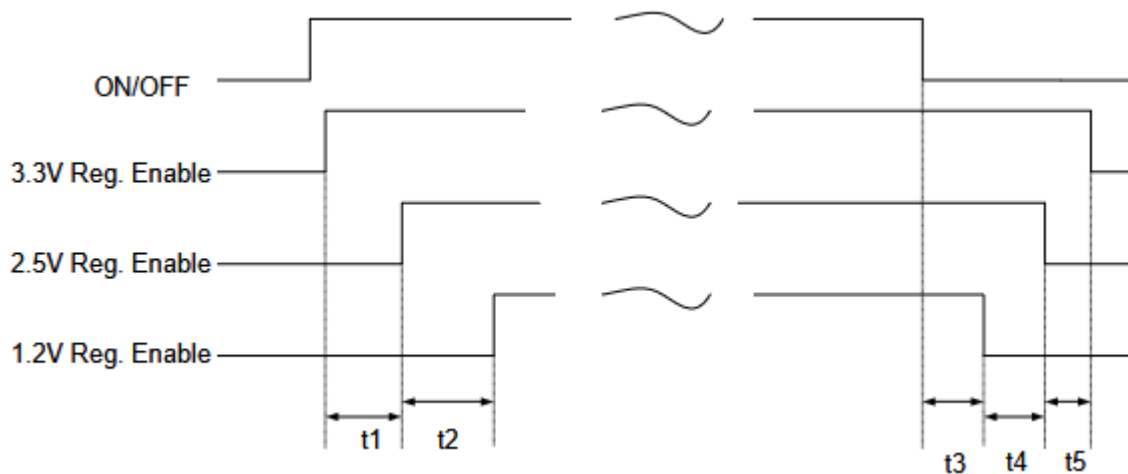 ON/OFF
3.3V Reg. Enable
2.5V Reg. Enable
1.2V Reg. Enable
t1 t2 t3 t4 t5